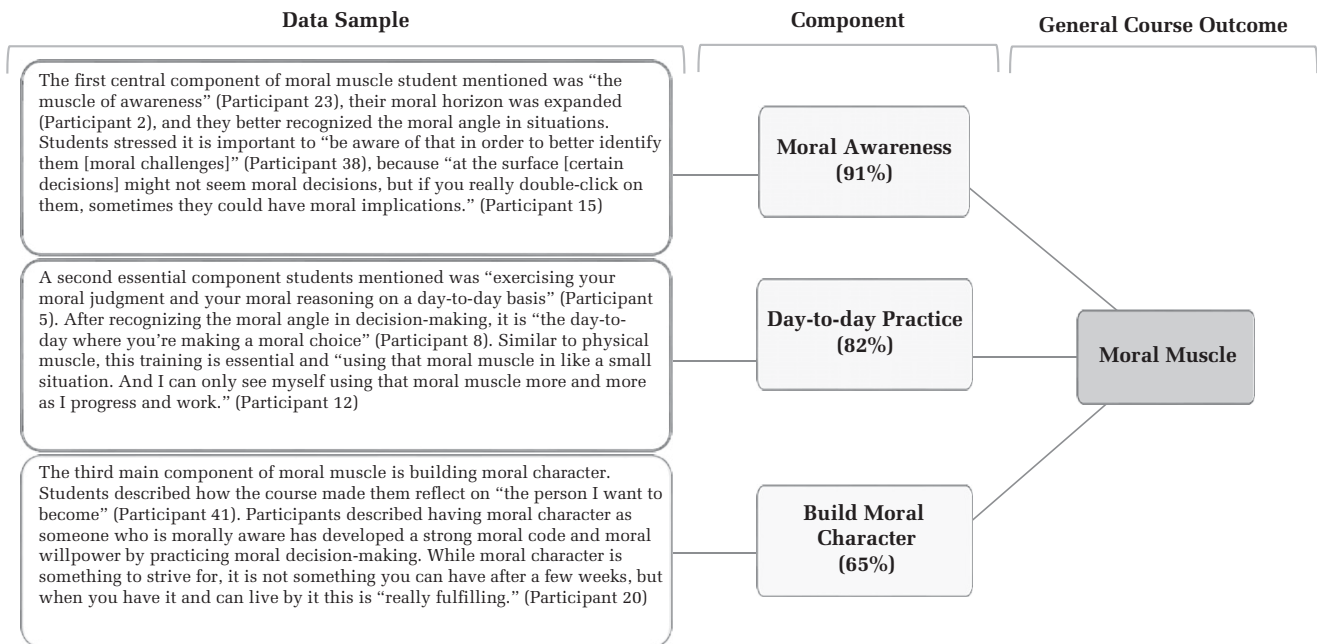 Data Sample
Component
General Course Outcome
The first central component of moral muscle student mentioned was “the
muscle of awareness” (Participant 23), their moral horizon was expanded
(Participant 2), and they better recognized the moral angle in situations.
Students stressed it is important to “be aware of that in order to better identify
them [moral challenges]” (Participant 38), because “at the surface [certain
decisions] might not seem moral decisions, but if you really double-click on
them, sometimes they could have moral implications.” (Participant 15)
Moral Awareness
(91%)
A second essential component students mentioned was “exercising your
moral judgment and your moral reasoning on a day-to-day basis” (Participant
5). After recognizing the moral angle in decision-making, it is “the day-to-
day where you’re making a moral choice” (Participant 8). Similar to physical
muscle, this training is essential and “using that moral muscle in like a small
situation. And I can only see myself using that moral muscle more and more
as I progress and work.” (Participant 12)
Day-to-day Practice
(82%)
Moral Muscle
The third main component of moral muscle is building moral character.
Students described how the course made them reflect on “the person I want to
become” (Participant 41). Participants described having moral character as
someone who is morally aware has developed a strong moral code and moral
willpower by practicing moral decision-making. While moral character is
something to strive for, it is not something you can have after a few weeks, but
when you have it and can live by it this is “really fulfilling.” (Participant 20)
Build Moral
Character
(65%)